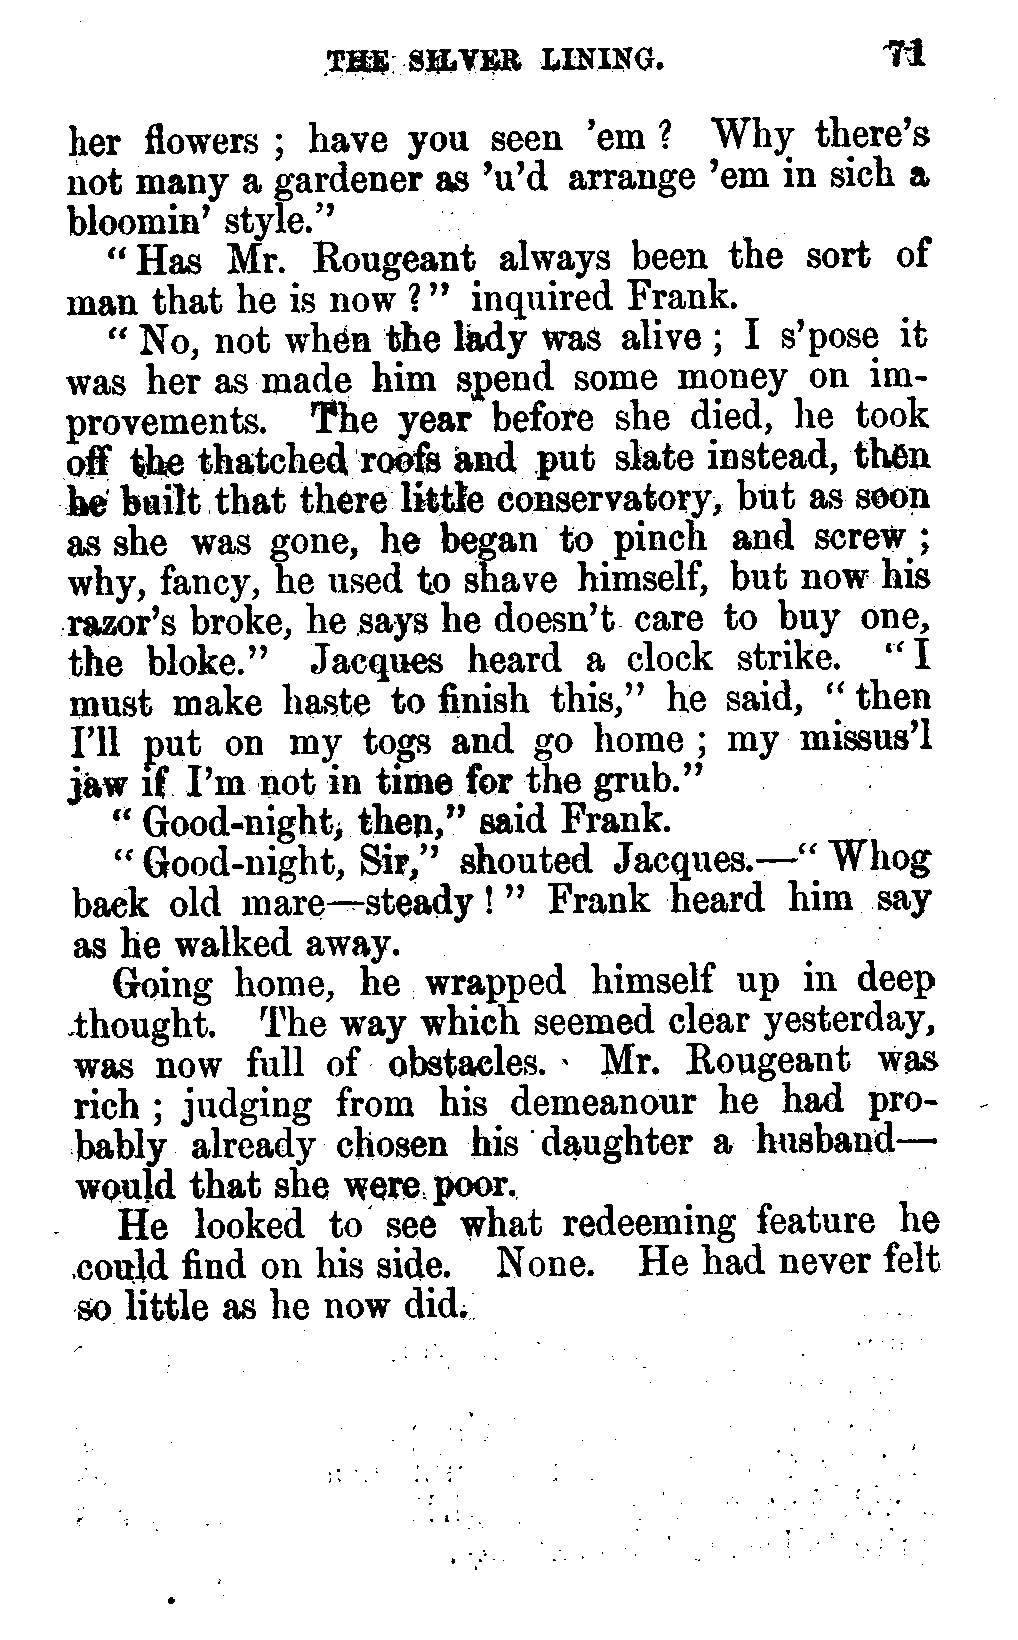 THE SILVER LINING. 71
her flowers ; have you seen 'em ? Why there's
not many a gardener as 'u'd arrange 'em in sich a
bloomin' style."
" Has Mr. Rougeant always been the sort of
man that he is now ? " inquired Frank.
" No, not when the lady was alive ; I s'pose it
was her as made him spend some money on im-
provements. The year before she died, he took
off the thatched roofs and put slate instead, then
he built that there little conservatory, but as soon
as she was gone, he began to pinch and screw ;
why, fancy, he used to shave himself, but now his
razor's broke, he says he doesn't care to buy one,
the bloke." Jacques heard a clock strike. " I
must make haste to finish this," he said, " then
I'll put on my togs and go home ; my missus'l
jaw if I'm not in time for the grub."
" Good-night, then," said Frank.
" Good-night, Sir," shouted Jacques.—" Whog
back old mare—steady ! " Frank heard him say
as he walked away.
Going home, he wrapped himself up in deep
thought. The way which seemed clear yesterday,
was now full of obstacles. Mr. Rougeant was
rich ; judging from his demeanour he had pro-
bably already chosen his daughter a husband—
would that she were poor.
He looked to see what redeeming feature he
could find on his side. None. He had never felt
so little as he now did.